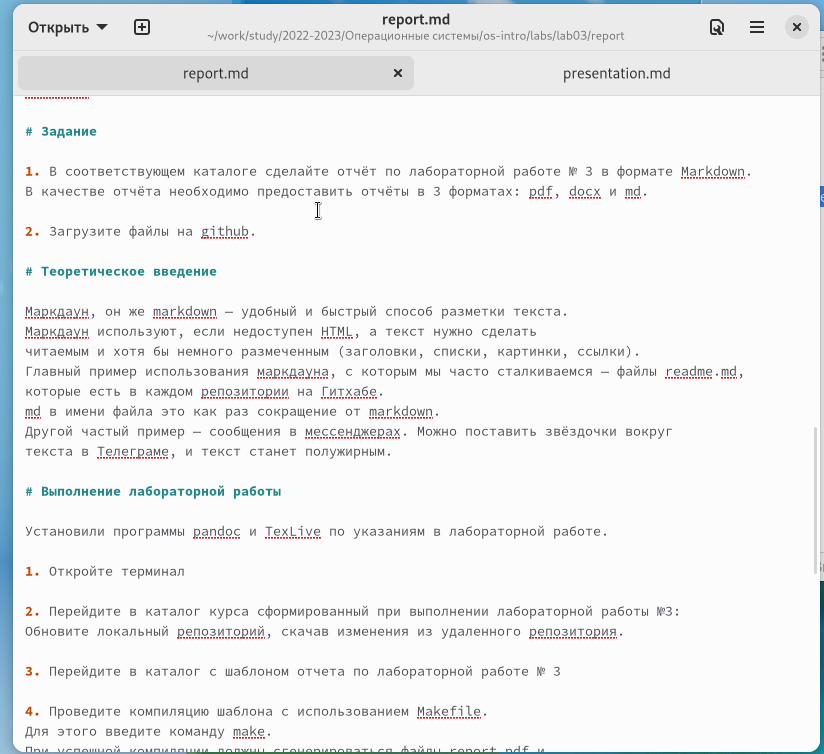 Открыть
report.md
~/work/study/2022-2023/Операционные системы/os-intro/labs/lab03/report
report.md
presentation.md
# Задание
1. В соответствующем каталоге сделайте отчёт по лабораторной работе № 3 в формате Markdown.
В качестве отчёта необходимо предоставить отчёты в 3 форматах: pdf, docx и md.
2. Загрузите файлы на github.
# Теоретическое введение
Маркдаун, он же markdown — удобный и быстрый способ разметки текста.
Маркдаун используют, если недоступен HTML, а текст нужно сделать
читаемым и хотя бы немного размеченным (заголовки, списки, картинки, ссылки).
Главный пример использования маркдауна, с которым мы часто сталкиваемся — файлы readme.md,
которые есть в каждом репозитории на Гитхабе.
md в имени файла это как раз сокращение от markdown.
Другой частый пример — сообщения в мессенджерах. Можно поставить звёздочки вокруг
текста в Телеграме, и текст станет полужирным.
# Выполнение лабораторной работы
Установили программы pandoc и TexLive по указаниям в лабораторной работе.
1. Откройте терминал
2. Перейдите в каталог курса сформированный при выполнении лабораторной работы №3:
Обновите локальный репозиторий, скачав изменения из удаленного репозитория.
3. Перейдите в каталог с шаблоном отчета по лабораторной работе № 3
4. Проведите компиляцию шаблона с использованием Makefile.
Для этого введите команду make.
При успешной компиляции должны сгенерироваться файлы report.pdf и